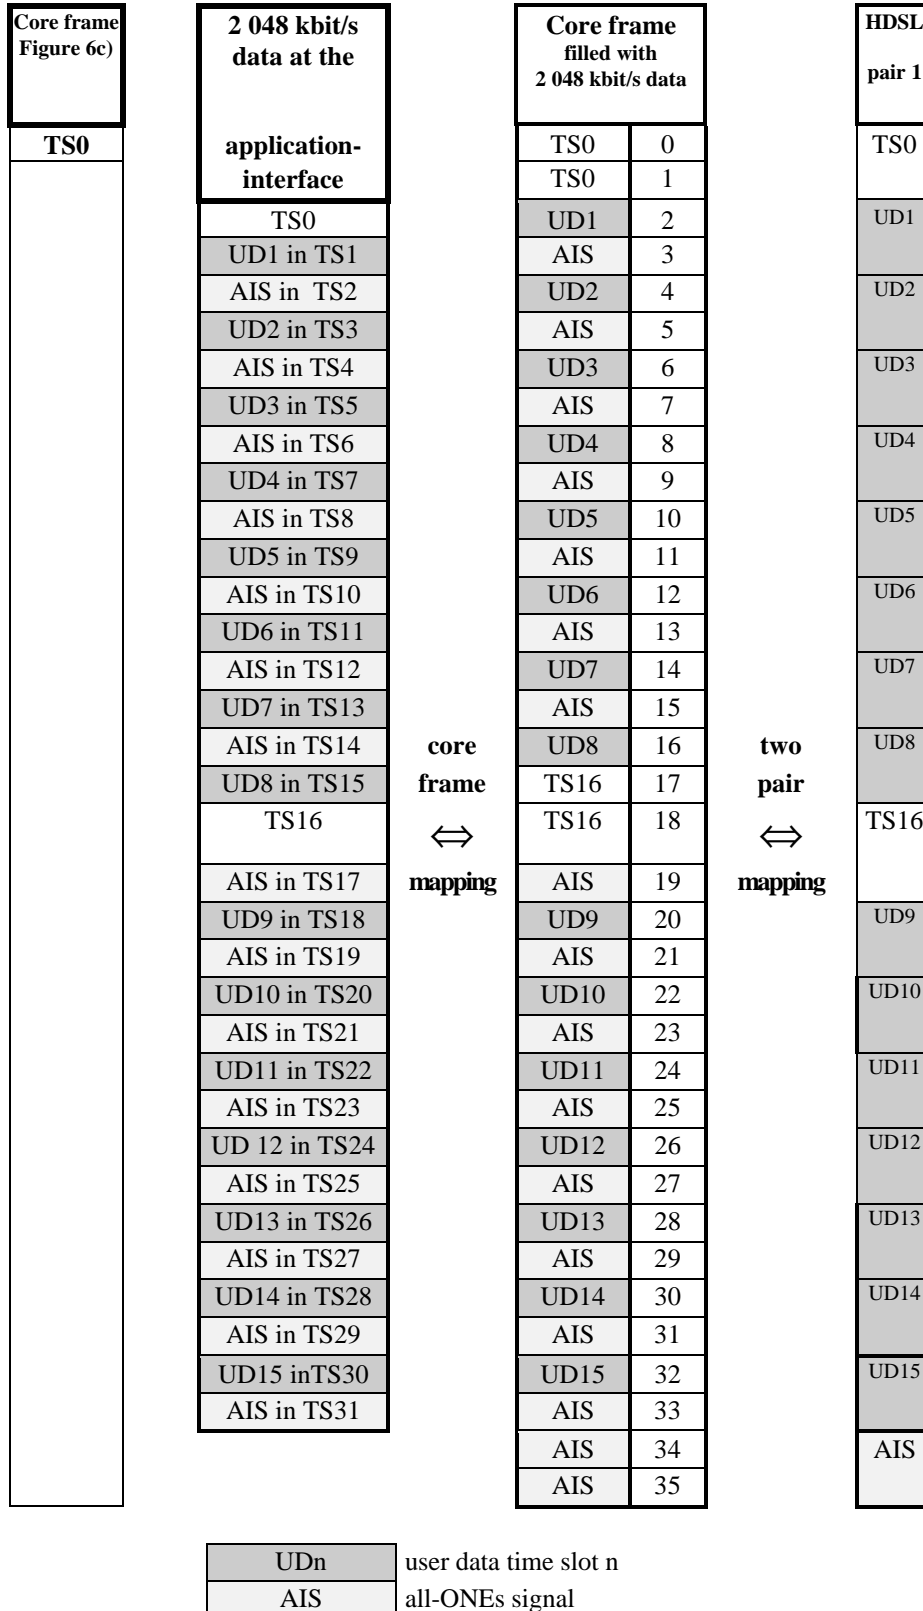 Core frame
Figure 6c)
TS0
2 048 kbit/s
data at the
application-
interface
TS0
UD1 in TS1
AIS in TS2
UD2 in TS3
AIS in TS4
UD3 in TS5
AIS in TS6
UD4 in TS7
AIS in TS8
UD5 in TS9
AIS in TS10
UD6 in TS11
AIS in TS12
UD7 in TS13
AIS in TS14
UD8 in TS15
TS16
AIS in TS17
UD9 in TS18
AIS in TS19
UD10 in TS20
AIS in TS21
UD11 in TS22
AIS in TS23
UD 12 in TS24
AIS in TS25
UD13 in TS26
AIS in TS27
UD14 in TS28
AIS in TS29
UD15 inTS30
AIS in TS31
core
frame
⇔
mapping
Core frame
filled with
2 048 kbit/s data
TS0 0
TS0 1
UD1 2
AIS 3
UD2 4
AIS 5
UD3 6
AIS 7
UD4 8
AIS 9
UD5 10
AIS 11
UD6 12
AIS 13
UD7 14
AIS 15
UD8 16
TS16 17
TS16 18
AIS 19
UD9 20
AIS 21
UD10 22
AIS 23
UD11 24
AIS 25
UD12 26
AIS 27
UD13 28
AIS 29
UD14 30
AIS 31
UD15 32
AIS 33
AIS 34
AIS 35
two
pair
⇔
mapping
HDSL
pair 1
TS0
UD1
UD2
UD3
UD4
UD5
UD6
UD7
UD8
TS16
UD9
UD10
UD11
UD12
UD13
UD14
UD15
AIS
UDn user data time slot n
AIS all-ONEs signal